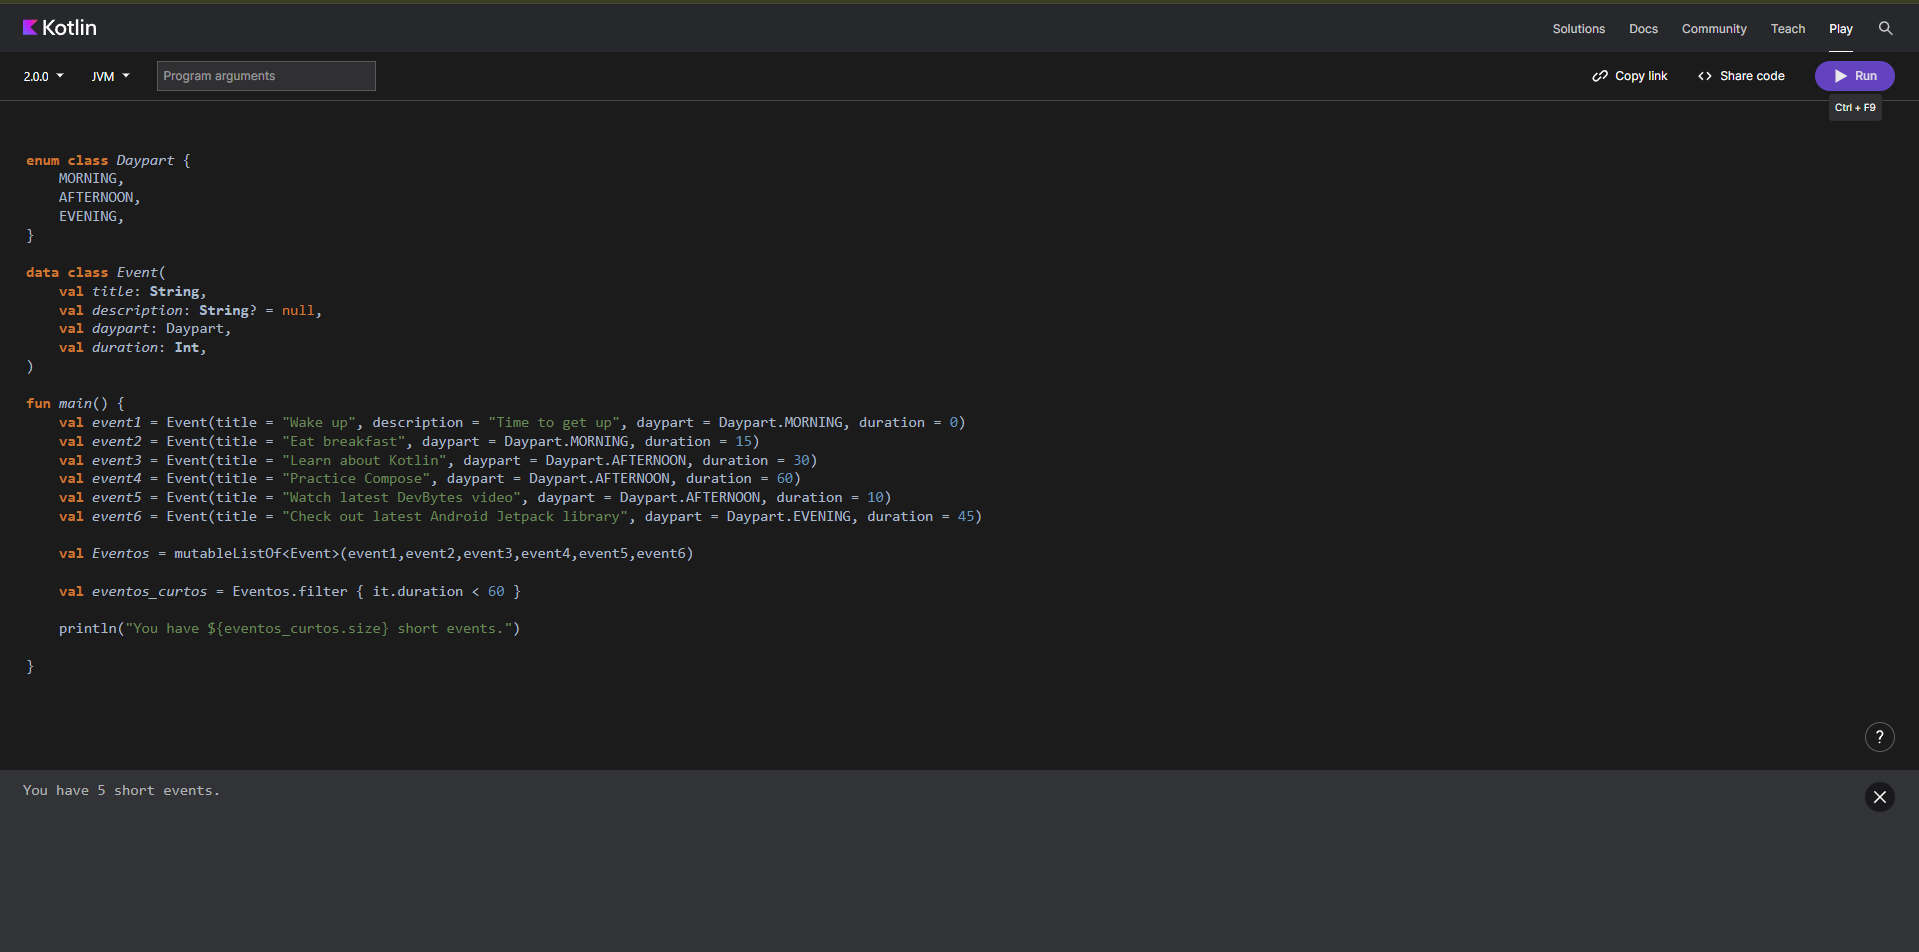 Kotlin
Solutions Docs Community Teach Play
2.0.0 JVM Program arguments Copy link <> Share code Run
Ctrl + F9
enum class Daypart {
    MORNING,
    AFTERNOON,
    EVENING,
}
data class Event(
    val title: String,
    val description: String? = null,
    val daypart: Daypart,
    val duration: Int,
)
fun main() {
    val event1 = Event(title = "Wake up", description = "Time to get up", daypart = Daypart.MORNING, duration = 0)
    val event2 = Event(title = "Eat breakfast", daypart = Daypart.MORNING, duration = 15)
    val event3 = Event(title = "Learn about Kotlin", daypart = Daypart.AFTERNOON, duration = 30)
    val event4 = Event(title = "Practice Compose", daypart = Daypart.AFTERNOON, duration = 60)
    val event5 = Event(title = "Watch latest DevBytes video", daypart = Daypart.AFTERNOON, duration = 10)
    val event6 = Event(title = "Check out latest Android Jetpack library", daypart = Daypart.EVENING, duration = 45)
    val Eventos = mutableListOf<Event>(event1,event2,event3,event4,event5,event6)
    val eventos_curtos = Eventos.filter { it.duration < 60 }
    println("You have ${eventos_curtos.size} short events.")
}
?
You have 5 short events.